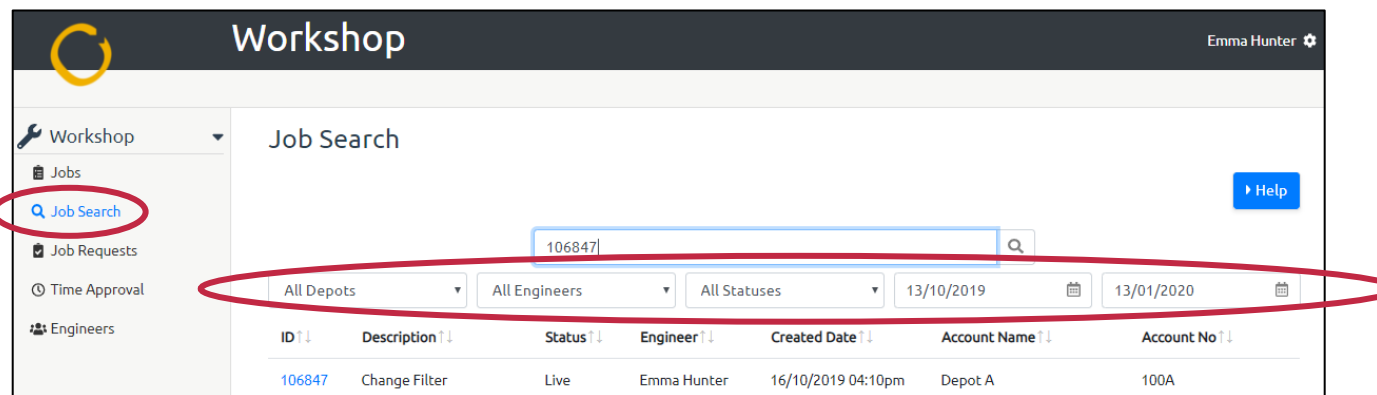 Workshop
Emma Hunter
Workshop
Job Search
Jobs
Help
Job Search
106847
Job Requests
All Depots All Engineers All Statuses 13/10/2019 13/01/2020
Time Approval
Engineers
ID Description Status Engineer Created Date Account Name Account No
106847 Change Filter Live Emma Hunter 16/10/2019 04:10pm Depot A 100A